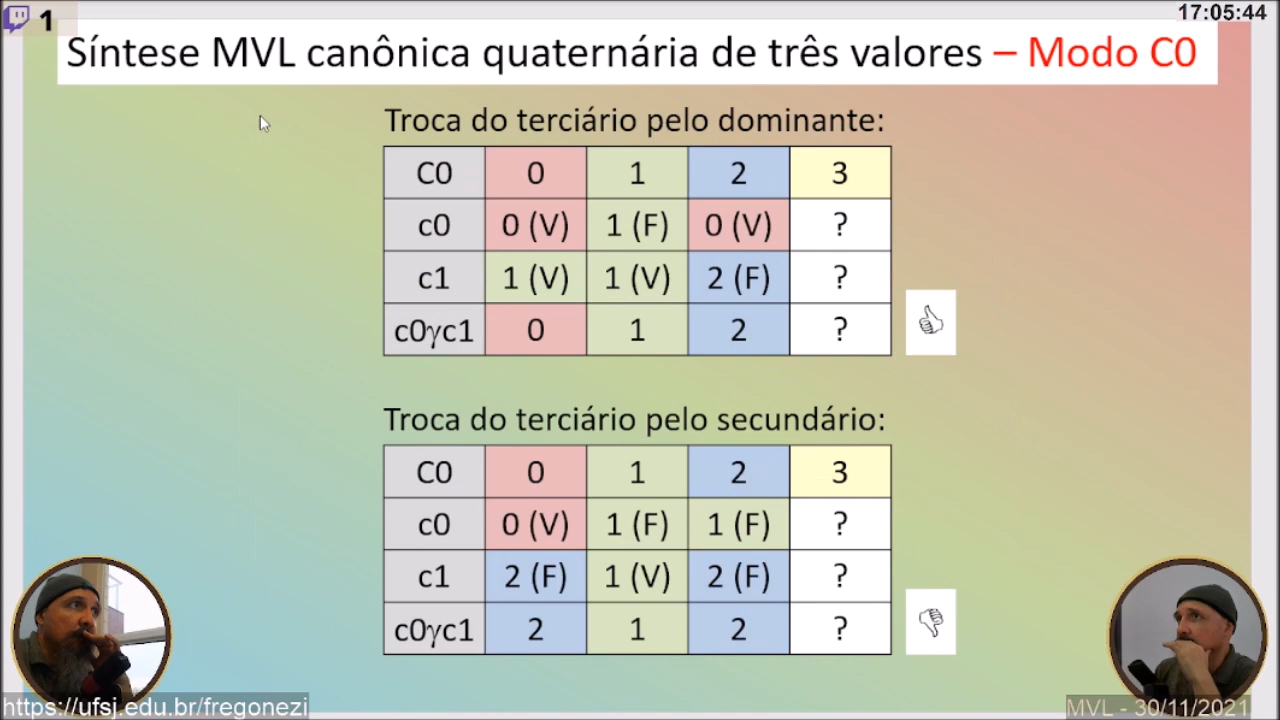 1
17:05:44
Síntese MVL canônica quaternária de três valores – Modo C0
Troca do terciário pelo dominante:
C0 0 1 2 3
c0 0 (V) 1 (F) 0 (V) ?
c1 1 (V) 1 (V) 2 (F) ?
c0γc1 0 1 2 ?
Troca do terciário pelo secundário:
C0 0 1 2 3
c0 0 (V) 1 (F) 1 (F) ?
c1 2 (F) 1 (V) 2 (F) ?
c0γc1 2 1 2 ?
https://ufsj.edu.br/fregonezi
MVL - 30/11/2021